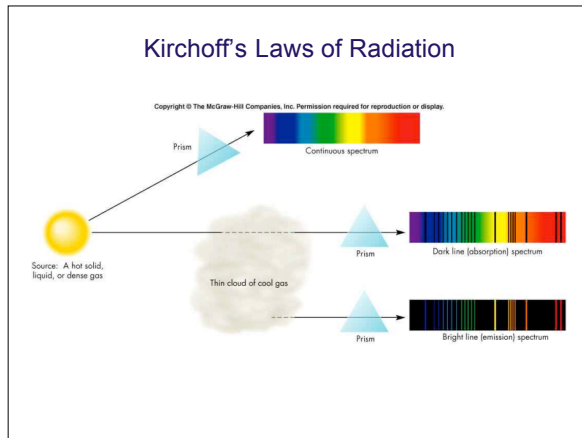 Kirchoff's Laws of Radiation
Copyright © The McGraw-Hill Companies, Inc. Permission required for reproduction or display.
Prism
Continuous spectrum
Source: A hot solid,
liquid, or dense gas
Thin cloud of cool gas
Prism
Dark line (absorption) spectrum
Prism
Bright line (emission) spectrum